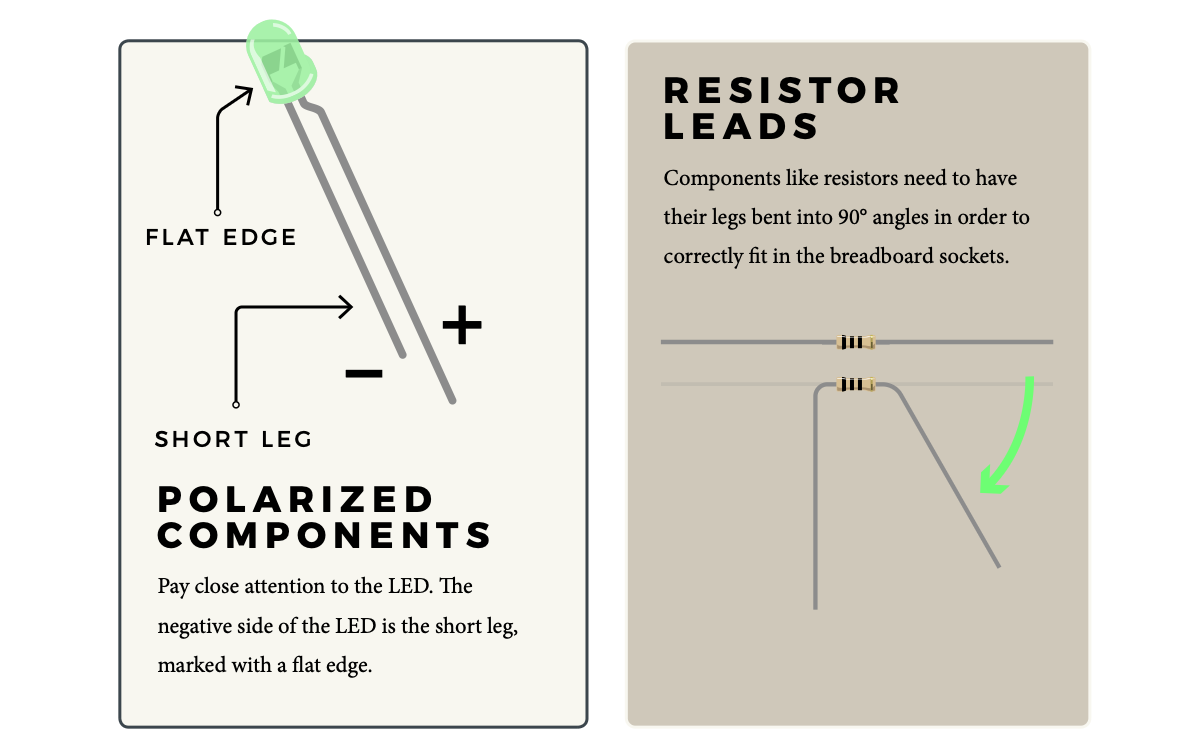 FLAT EDGE
+
−
SHORT LEG
POLARIZED
COMPONENTS
Pay close attention to the LED. The
negative side of the LED is the short leg,
marked with a flat edge.
RESISTOR
LEADS
Components like resistors need to have
their legs bent into 90° angles in order to
correctly fit in the breadboard sockets.